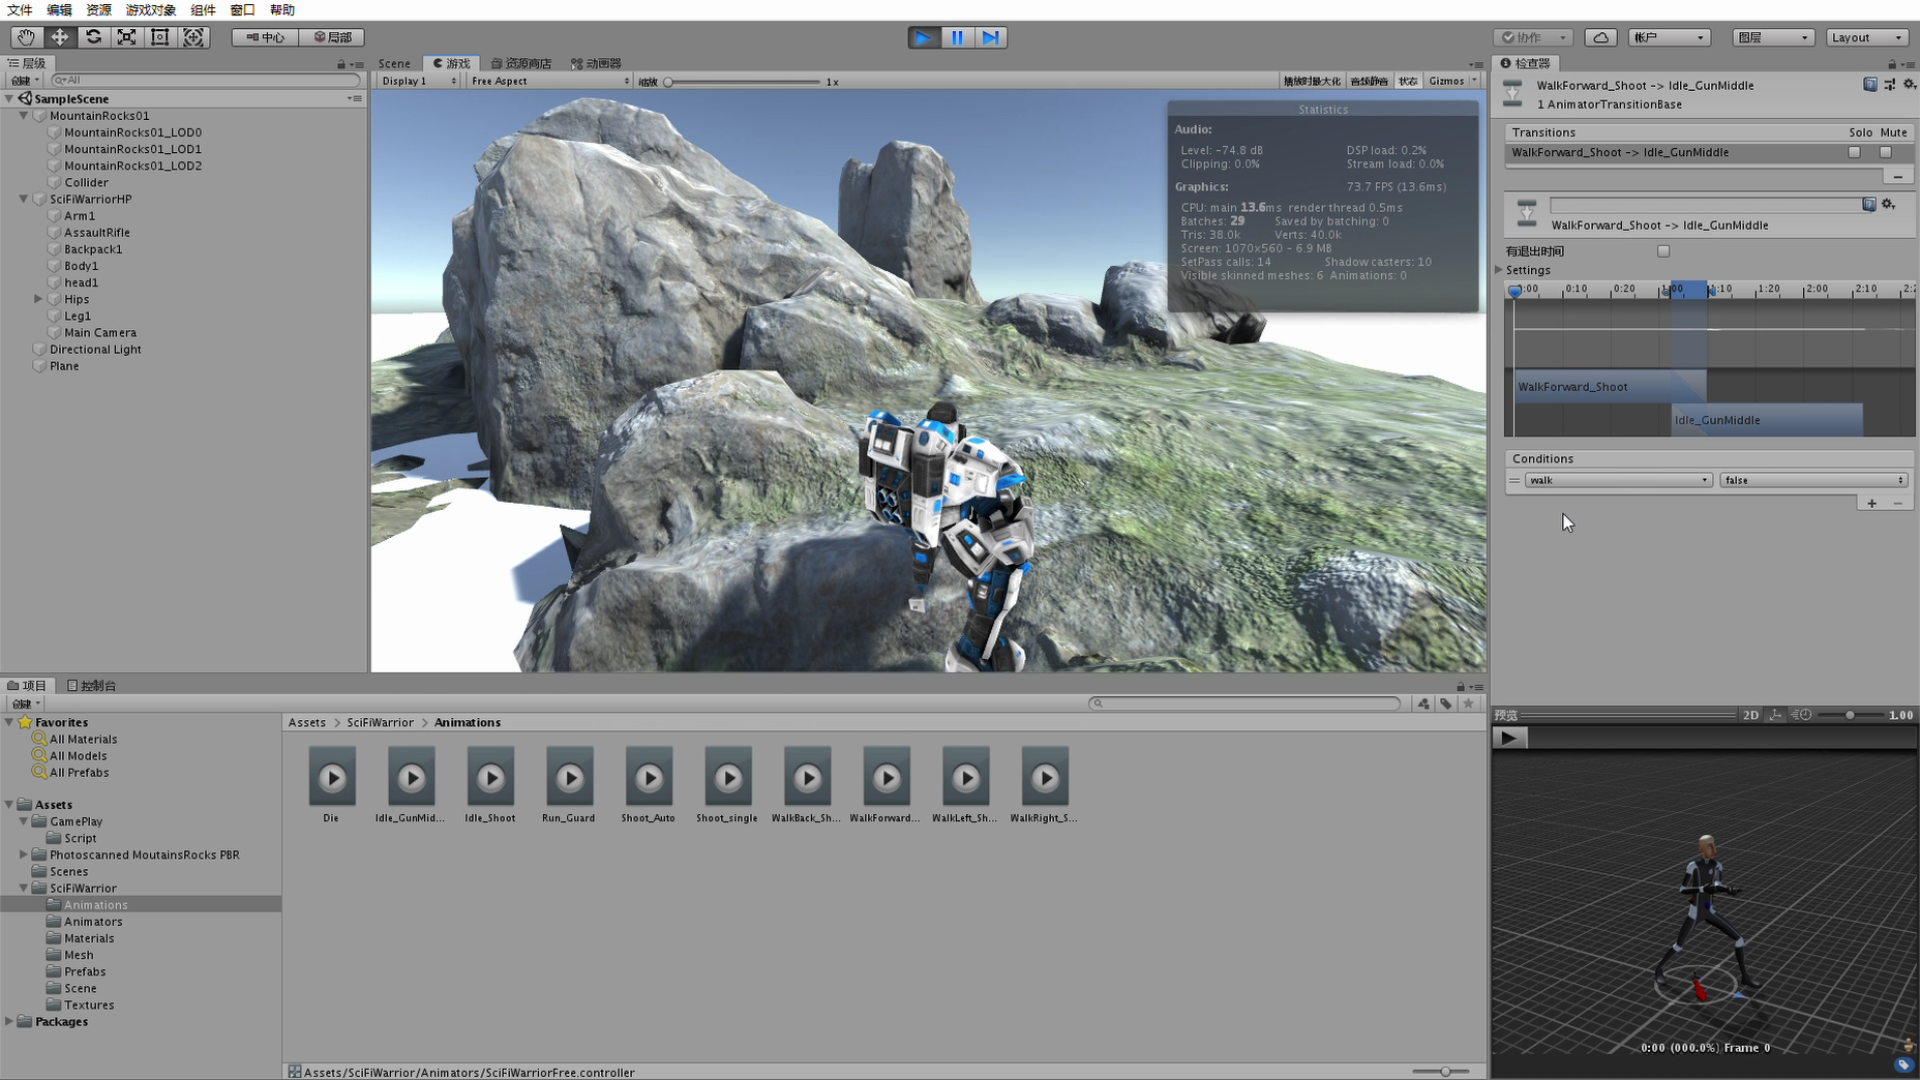 文件 编辑 资源 游戏对象 组件 窗口 帮助
中心 局部
协作 帐户 图层 Layout
层级
创建 All
SampleScene
MountainRocks01
MountainRocks01_LOD0
MountainRocks01_LOD1
MountainRocks01_LOD2
Collider
SciFiWarriorHP
Arm1
AssaultRifle
Backpack1
Body1
head1
Hips
Leg1
Main Camera
Directional Light
Plane
Scene 游戏 资源商店 动画器
Display 1 Free Aspect 缩放 1x 播放时最大化 音频静音 状态 Gizmos
Statistics
Audio:
Level: -74.8 dB DSP load: 0.2%
Clipping: 0.0% Stream load: 0.0%
Graphics: 73.7 FPS (13.6ms)
CPU: main 13.6ms render thread 0.5ms
Batches: 29 Saved by batching: 0
Tris: 38.0k Verts: 40.0k
Screen: 1070x560 - 6.9 MB
SetPass calls: 14 Shadow casters: 10
Visible skinned meshes: 6 Animations: 0
检查器
WalkForward_Shoot -> Idle_GunMiddle
1 AnimatorTransitionBase
Transitions Solo Mute
WalkForward_Shoot -> Idle_GunMiddle
WalkForward_Shoot -> Idle_GunMiddle
有退出时间
Settings
0:00 0:10 0:20 1:00 1:10 1:20 2:00 2:10
WalkForward_Shoot
Idle_GunMiddle
Conditions
walk false
项目 控制台
创建
Favorites
All Materials
All Models
All Prefabs
Assets
GamePlay
Script
Photoscanned MoutainsRocks PBR
Scenes
SciFiWarrior
Animations
Animators
Materials
Mesh
Prefabs
Scene
Textures
Packages
Assets > SciFiWarrior > Animations
Die Idle_GunMid... Idle_Shoot Run_Guard Shoot_Auto Shoot_single WalkBack_Sh... WalkForward... WalkLeft_Sh... WalkRight_S...
Assets/SciFiWarrior/Animators/SciFiWarriorFree.controller
预览 2D 1.00
0:00 (000.0%) Frame 0